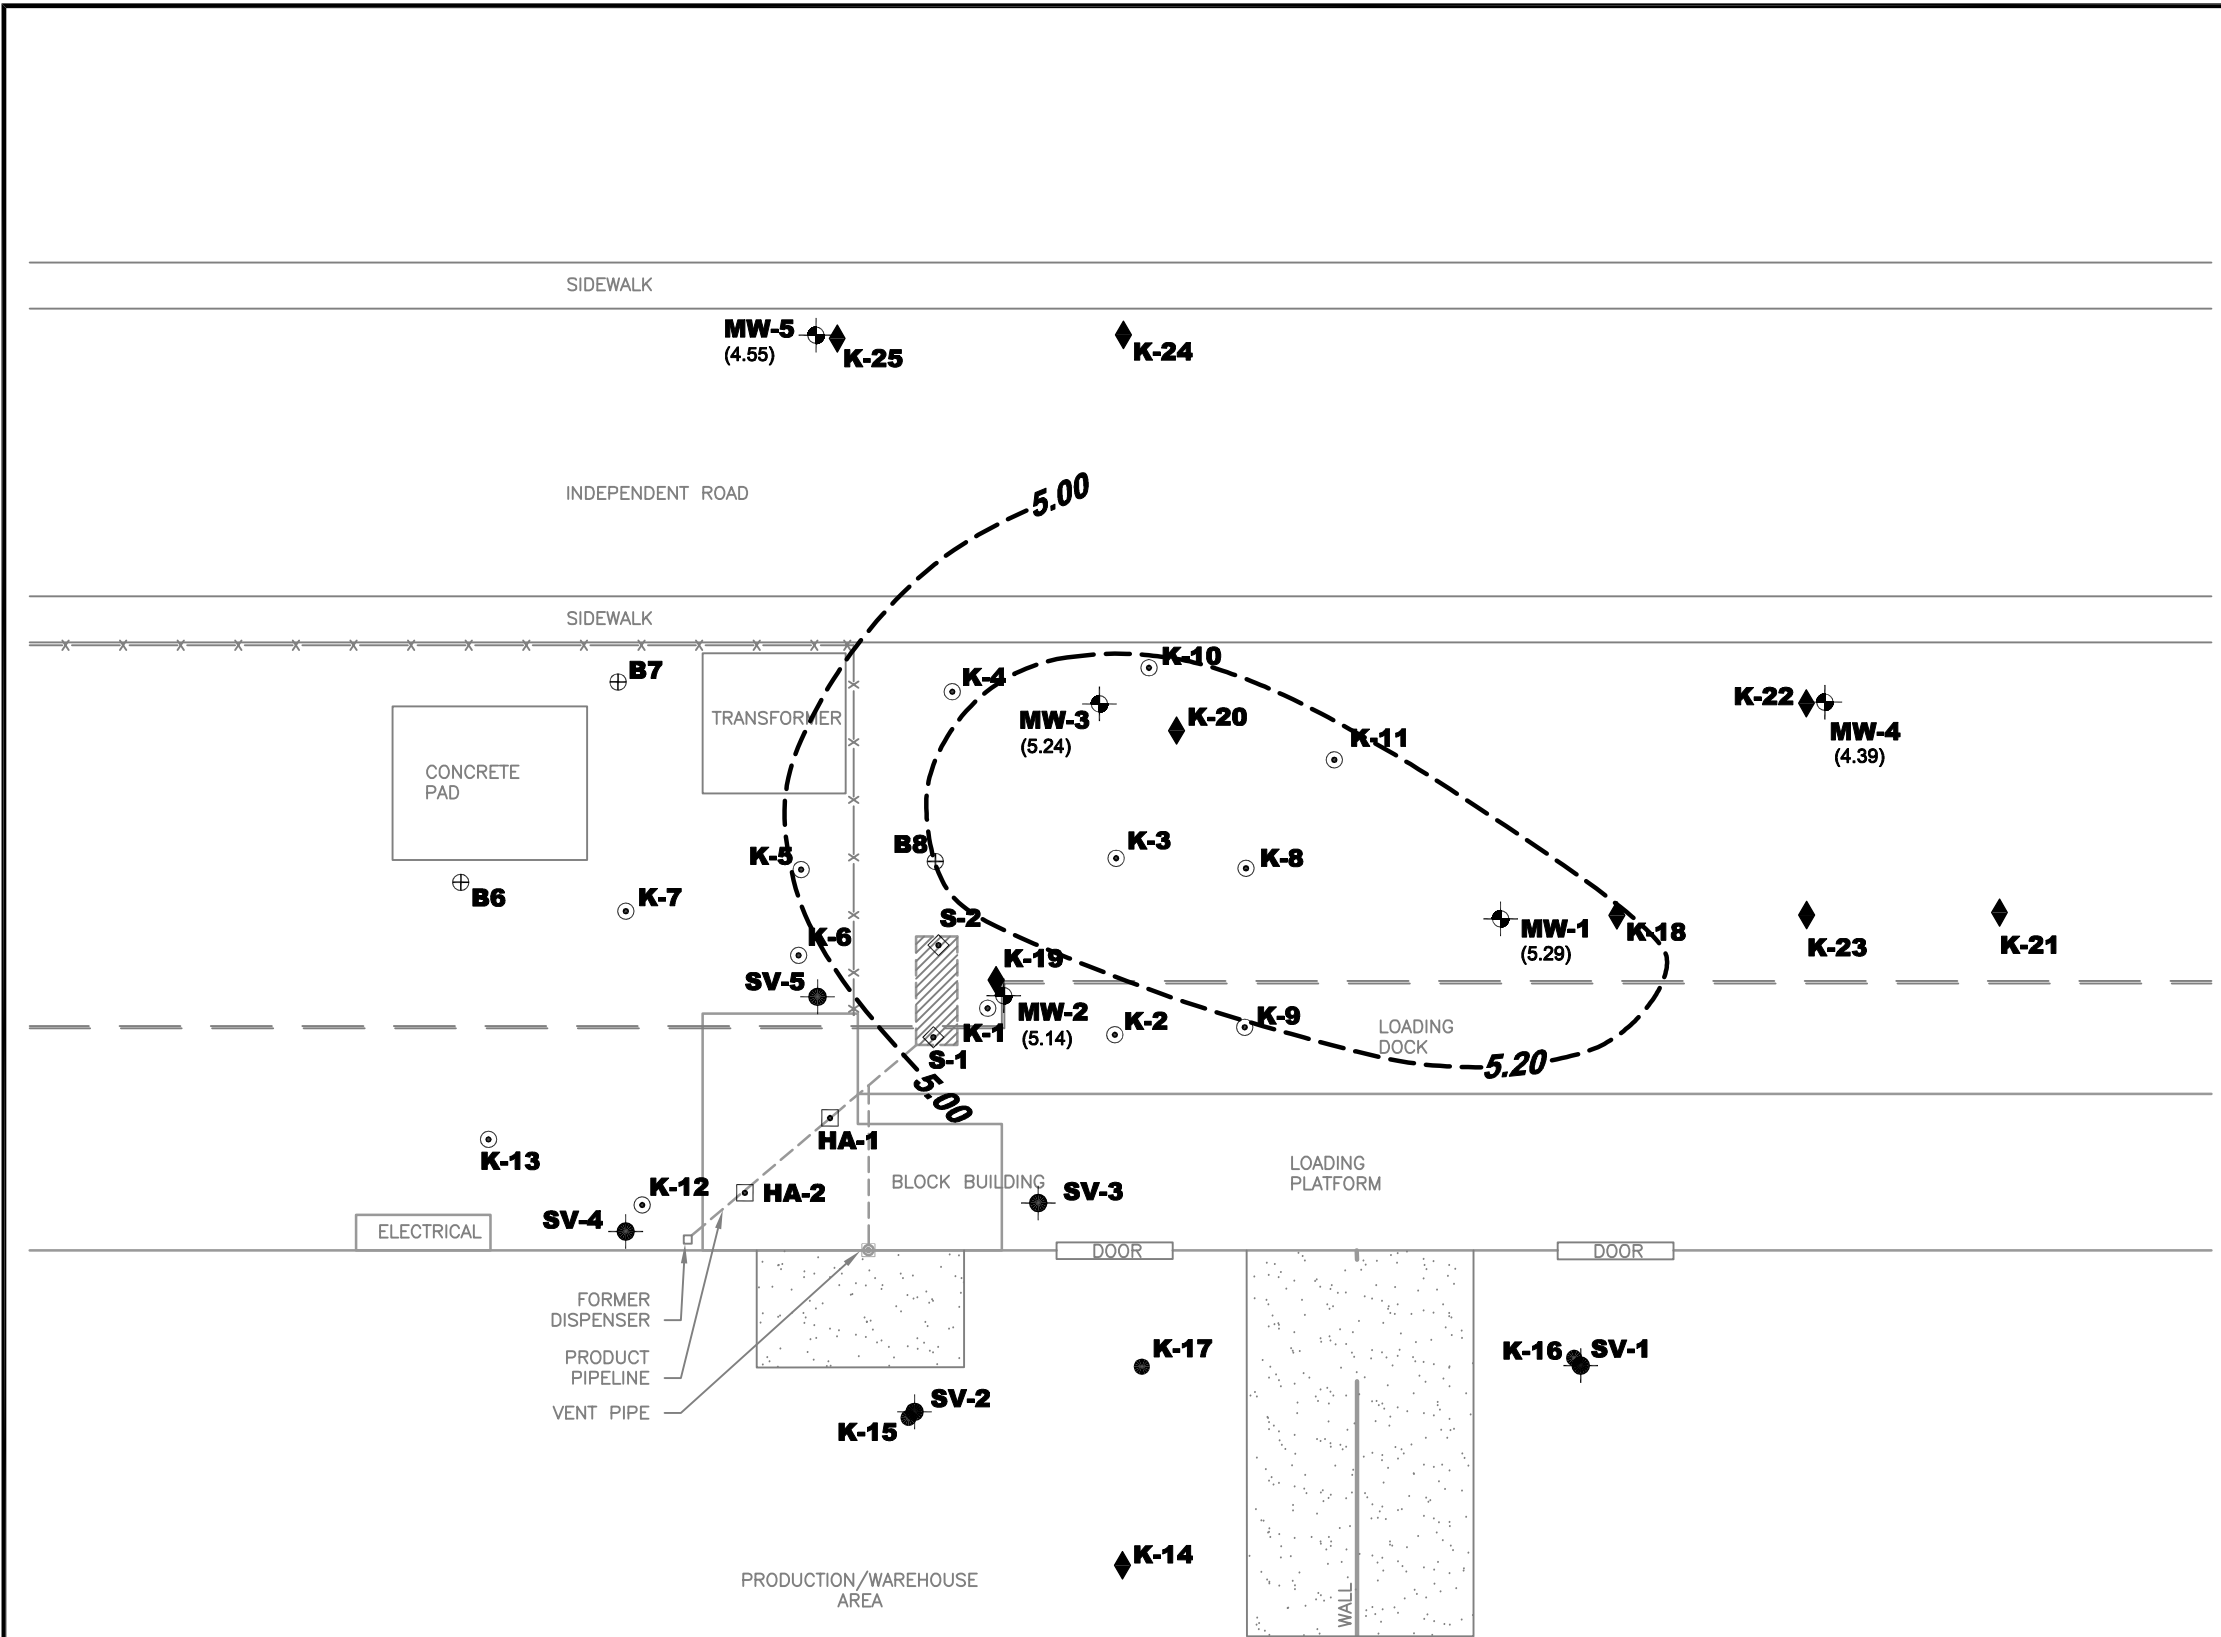 SIDEWALK
MW-5
(4.55)
K-25
K-24
5.00
INDEPENDENT ROAD
SIDEWALK
B7
K-4
K-10
TRANSFORMER
MW-3
(5.24)
K-20
K-11
K-22
MW-4
(4.39)
CONCRETE
PAD
B8
K-3
K-5
K-8
B6
K-7
S-2
K-6
MW-1
(5.29)
K-18
K-23
K-21
K-19
SV-5
MW-2
(5.14)
K-1
K-2
K-9
LOADING
DOCK
S-1
5.20
5.00
HA-1
K-13
K-12
HA-2
BLOCK BUILDING
SV-3
LOADING
PLATFORM
SV-4
ELECTRICAL
DOOR
DOOR
FORMER
DISPENSER
PRODUCT
PIPELINE
VENT PIPE
K-17
K-16
SV-1
SV-2
K-15
K-14
PRODUCTION/WAREHOUSE
AREA
WALL